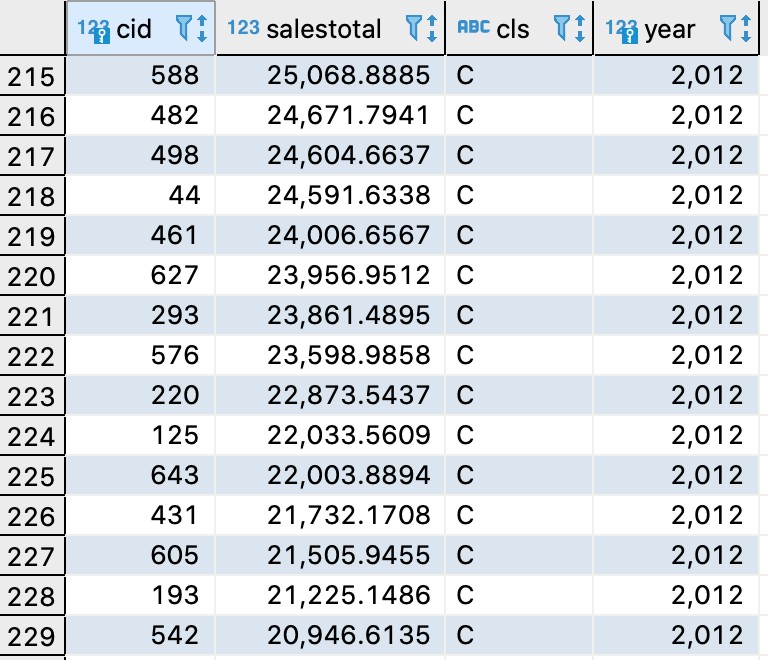 123 cid 123 salestotal ABC cls 123 year
215 588 25,068.8885 C 2,012
216 482 24,671.7941 C 2,012
217 498 24,604.6637 C 2,012
218 44 24,591.6338 C 2,012
219 461 24,006.6567 C 2,012
220 627 23,956.9512 C 2,012
221 293 23,861.4895 C 2,012
222 576 23,598.9858 C 2,012
223 220 22,873.5437 C 2,012
224 125 22,033.5609 C 2,012
225 643 22,003.8894 C 2,012
226 431 21,732.1708 C 2,012
227 605 21,505.9455 C 2,012
228 193 21,225.1486 C 2,012
229 542 20,946.6135 C 2,012